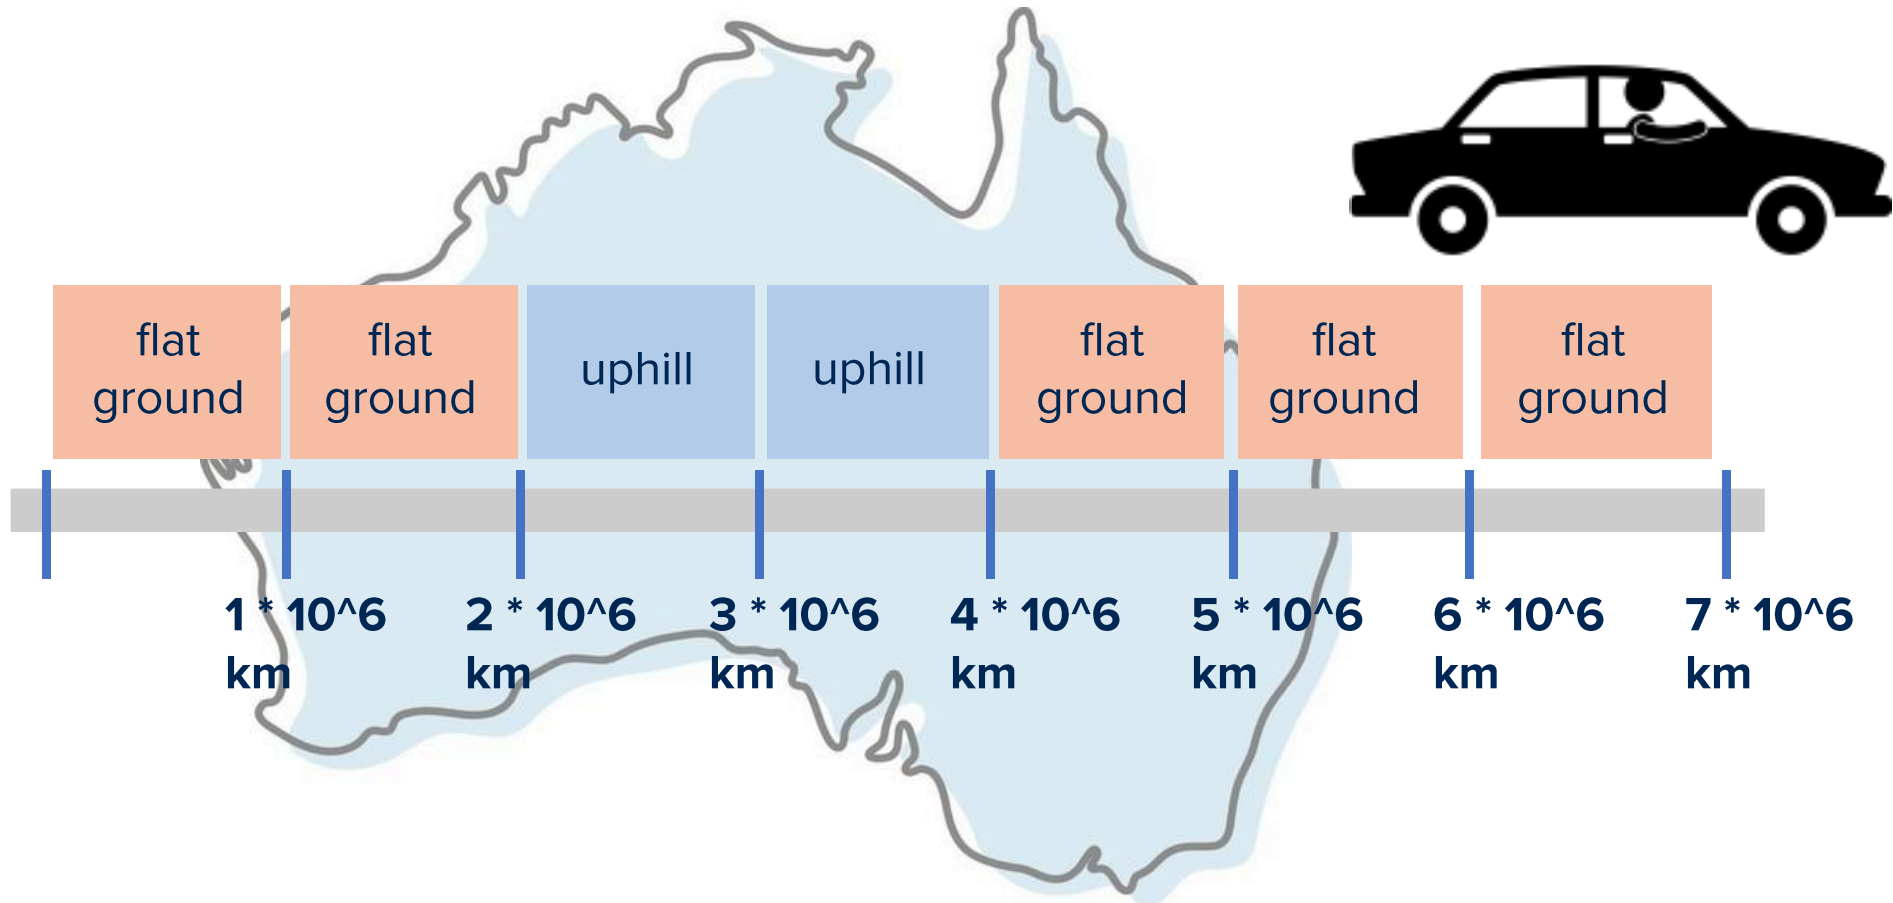 flat
ground
flat
ground
uphill
uphill
flat
ground
flat
ground
flat
ground
1 * 10^6
km
2 * 10^6
km
3 * 10^6
km
4 * 10^6
km
5 * 10^6
km
6 * 10^6
km
7 * 10^6
km